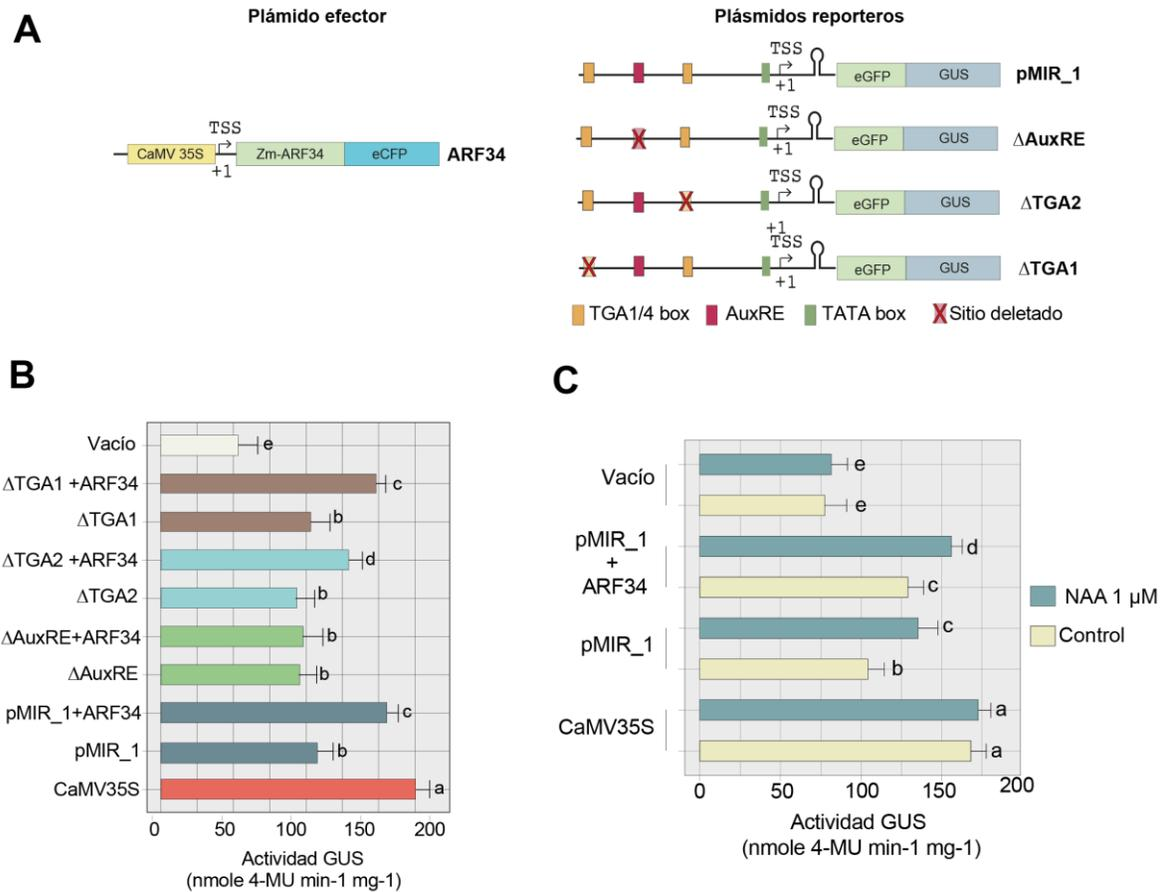 A
Plámido efector
TSS
CaMV 35S
Zm-ARF34
eCFP
ARF34
+1
Plásmidos reporteros
TSS
eGFP
GUS
pMIR_1
+1
TSS
eGFP
GUS
ΔAuxRE
+1
TSS
eGFP
GUS
ΔTGA2
+1
TSS
eGFP
GUS
ΔTGA1
+1
TGA1/4 box
AuxRE
TATA box
Sitio deletado
B
Vacío
e
ΔTGA1 +ARF34
c
ΔTGA1
b
ΔTGA2 +ARF34
d
ΔTGA2
b
ΔAuxRE+ARF34
b
ΔAuxRE
b
pMIR_1+ARF34
c
pMIR_1
b
CaMV35S
a
0 50 100 150 200
Actividad GUS
(nmole 4-MU min-1 mg-1)
C
Vacío
e
e
pMIR_1
+
ARF34
d
c
pMIR_1
c
b
CaMV35S
a
a
0 50 100 150 200
Actividad GUS
(nmole 4-MU min-1 mg-1)
NAA 1 µM
Control